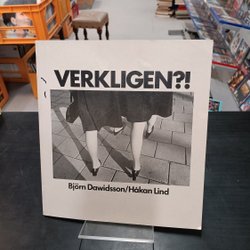 VERKLIGEN?!
Björn Dawidsson/Håkan Lind